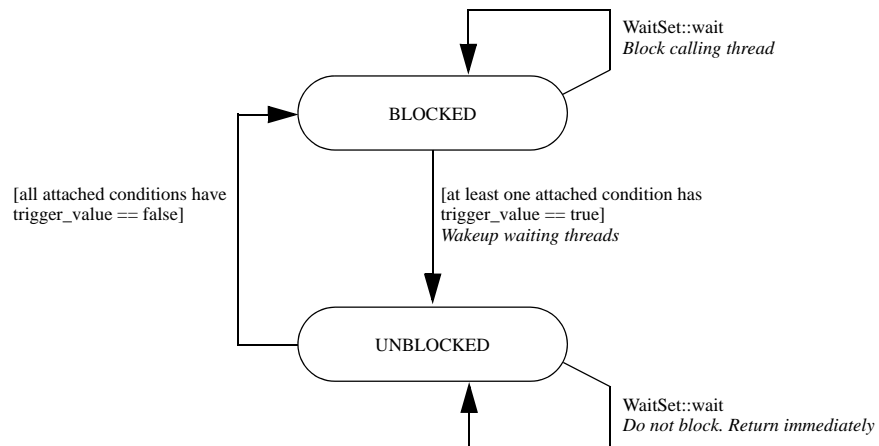 WaitSet::wait
Block calling thread
BLOCKED
[all attached conditions have
trigger_value == false]
[at least one attached condition has
trigger_value == true]
Wakeup waiting threads
UNBLOCKED
WaitSet::wait
Do not block. Return immediately